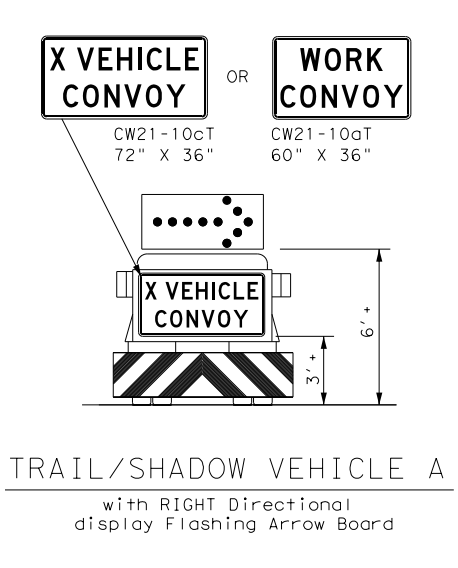 X VEHICLE
CONVOY
OR
WORK
CONVOY
CW21-10cT
72" X 36"
CW21-10aT
60" X 36"
X VEHICLE
CONVOY
6' +
3' +
TRAIL/SHADOW VEHICLE A
with RIGHT Directional
display Flashing Arrow Board